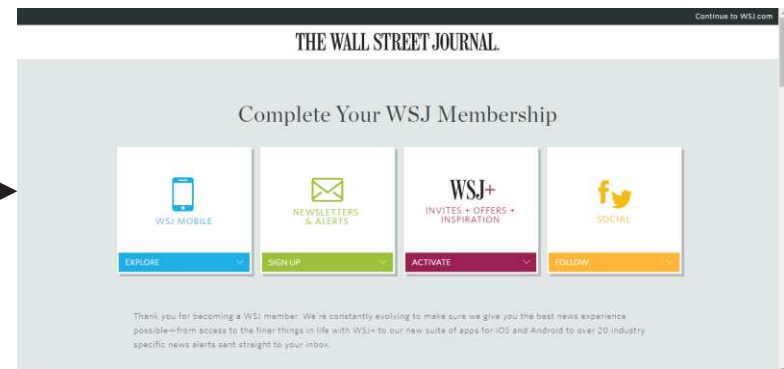 Continue to WSJ.com
THE WALL STREET JOURNAL.
Complete Your WSJ Membership
WSJ MOBILE
EXPLORE
NEWSLETTERS
& ALERTS
SIGN UP
WSJ+
INVITES + OFFERS +
INSPIRATION
ACTIVATE
SOCIAL
FOLLOW
Thank you for becoming a WSJ member. We're constantly evolving to make sure we give you the best news experience
possible—from access to the finer things in life with WSJ+ to our new suite of apps for iOS and Android to over 20 industry
specific news alerts sent straight to your inbox.